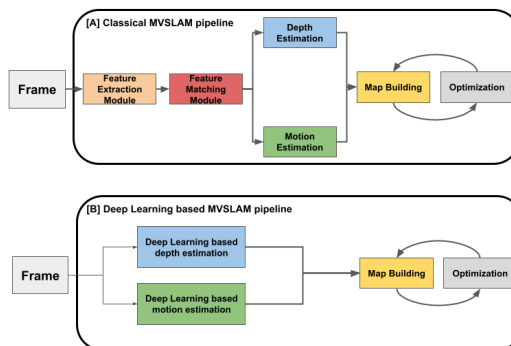 [A] Classical MVSLAM pipeline
Frame
Feature
Extraction
Module
Feature
Matching
Module
Depth
Estimation
Motion
Estimation
Map Building
Optimization
[B] Deep Learning based MVSLAM pipeline
Frame
Deep Learning based
depth estimation
Deep Learning based
motion estimation
Map Building
Optimization